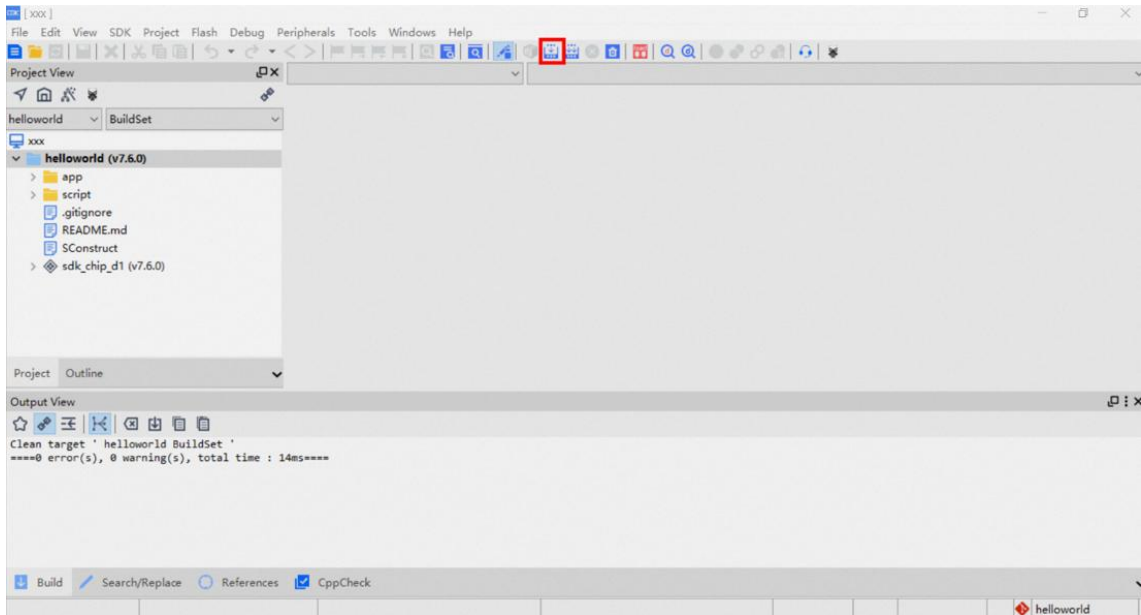 CDK [ xxx ]
File Edit View SDK Project Flash Debug Peripherals Tools Windows Help
Project View
helloworld BuildSet
xxx
helloworld (v7.6.0)
app
script
.gitignore
README.md
SConstruct
sdk_chip_d1 (v7.6.0)
Project Outline
Output View
Clean target ' helloworld BuildSet '
====0 error(s), 0 warning(s), total time : 14ms====
Build Search/Replace References CppCheck
helloworld